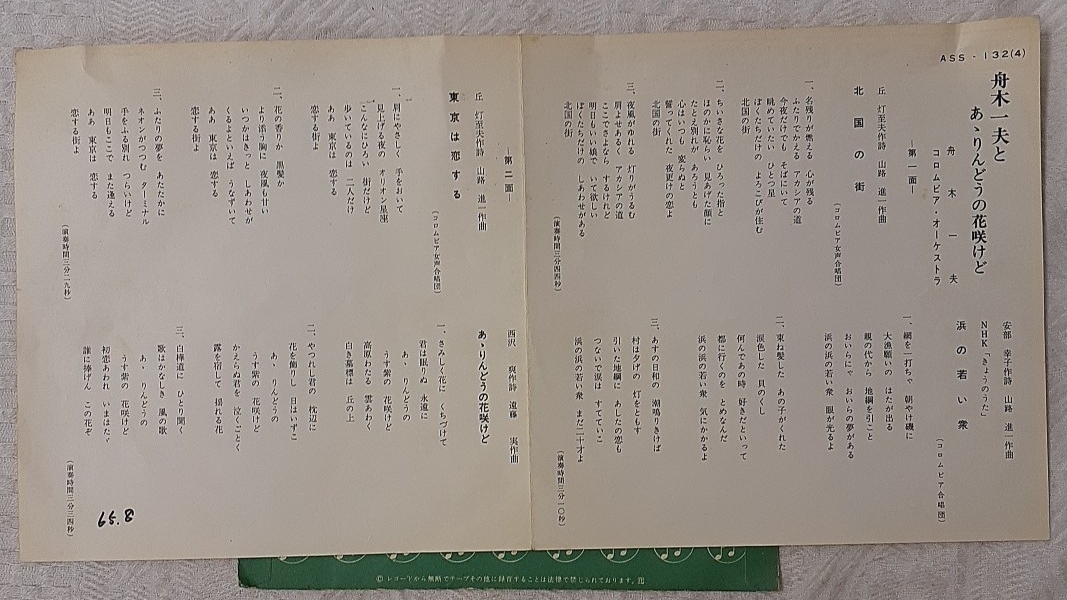 ASS-132(4)
舟木一夫と
あゝりんどうの花咲けど
舟木一夫
コロムビア・オーケストラ
―第一面―
丘 灯至夫作詩 山路 進一作曲
北国の街
(コロムビア女声合唱団)
一、名残りが燃える 心が残る
ふたりでかえる アカシアの道
今夜だけでも そばにいて
眺めていたい ひとつ星
ぼくたちだけの よろこびが住む
北国の街
二、ちいさな花を ひろった指と
ほのかに恥らい 見あげた顔に
たとえ別れが あろうとも
心はいつも 変らぬと
誓ってくれた 夜更けの恋よ
北国の街
三、夜風がゆれる 灯りがうるむ
肩よせあるく アカシアの道
ここでさよなら するけれど
明日もいい頃で いて欲しい
ぼくたちだけの しあわせがある
北国の街
(演奏時間三分四四秒)
安部 幸子作詩 山路 進一作曲
NHK「きょうのうた」
浜の若い衆
(コロムビア合唱団)
一、網を一打ちゃ 朝やけ磯に
大漁願いの はたが出る
親の代から 地綱を引こと
おいらにゃ おいらの夢がある
浜の浜の若い衆 眼が光るよ
二、束ね髪した あの子がくれた
涙色した 貝のくし
何んであの時 好きだといって
都に行くのを とめなんだ
浜の浜の若い衆 気にかかるよ
三、あすの日和の 潮鳴りきけば
村は夕げの 灯をともす
引いた地綱に あしたの恋も
つないで涙は すてていこ
浜の浜の若い衆 まだ二十才よ
(演奏時間三分一〇秒)
―第二面―
丘 灯至夫作詩 山路 進一作曲
東京は恋する
(コロムビア女声合唱団)
一、肩にやさしく 手をおいて
見上げる夜の オリオン星座
こんなにひろい 街だけど
歩いているのは 二人だけ
ああ 東京は 恋する
恋する街よ
二、花の香りか 黒髪か
より添う胸に 夜風も甘い
いつかはきっと しあわせが
くるよといえば うなずいて
ああ 東京は 恋する
恋する街よ
三、ふたりの夢を あたたかに
ネオンがつつむ ターミナル
手をふる別れ つらいけど
明日もここで また逢える
ああ 東京は 恋する
恋する街よ
(演奏時間三分二九秒)
西沢 爽作詩 遠藤 実作曲
あゝりんどうの花咲けど
一、さみしく花に くちづけて
君は眠りぬ 永遠に
あゝ りんどうの
うす紫の 花咲けど
高原わたる 雲あわく
白き墓標は 丘の上
二、やつれし君の 枕辺に
花を飾りし 日はいずこ
あゝ りんどうの
うす紫の 花咲けど
かえらぬ君を 泣くごとく
露を宿して 揺れる花
三、白樺道に ひとり聞く
歌はかなしき 風の歌
あゝ りんどうの
うす紫の 花咲けど
初恋あわれ いまはたゞ
誰に捧げん この花ぞ
(演奏時間三分三四秒)
65.8
© レコードから無断でテープその他に録音することは法律で禁じられております。